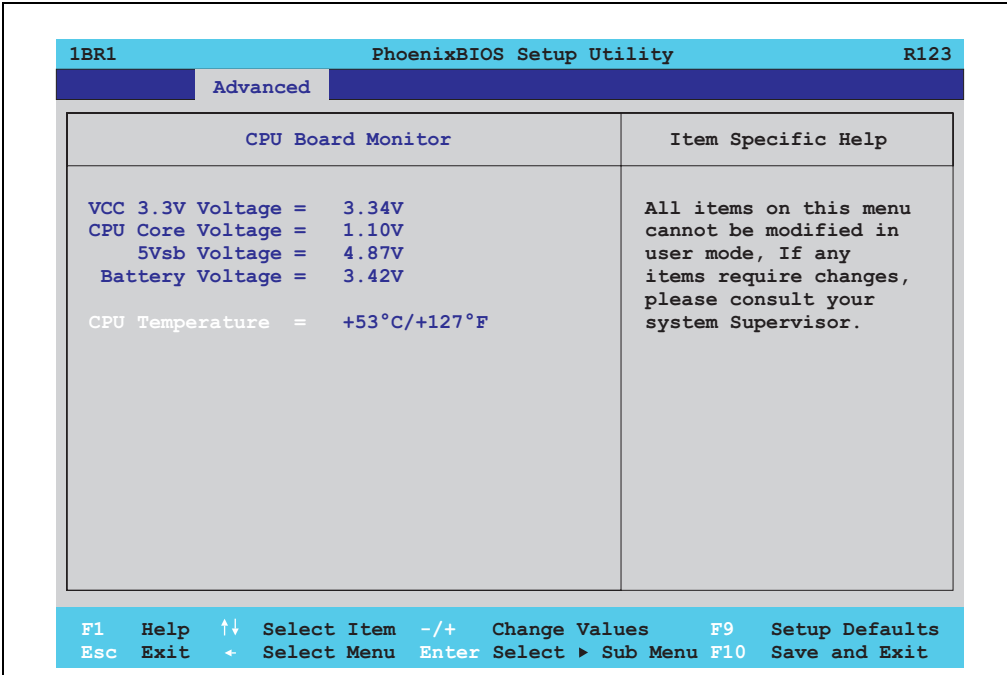 1BR1 PhoenixBIOS Setup Utility R123
Advanced
CPU Board Monitor
Item Specific Help
VCC 3.3V Voltage = 3.34V
CPU Core Voltage = 1.10V
5Vsb Voltage = 4.87V
Battery Voltage = 3.42V
CPU Temperature = +53°C/+127°F
All items on this menu
cannot be modified in
user mode, If any
items require changes,
please consult your
system Supervisor.
F1 Help ↑↓ Select Item -/+ Change Values F9 Setup Defaults
Esc Exit ← Select Menu Enter Select ▶ Sub Menu F10 Save and Exit